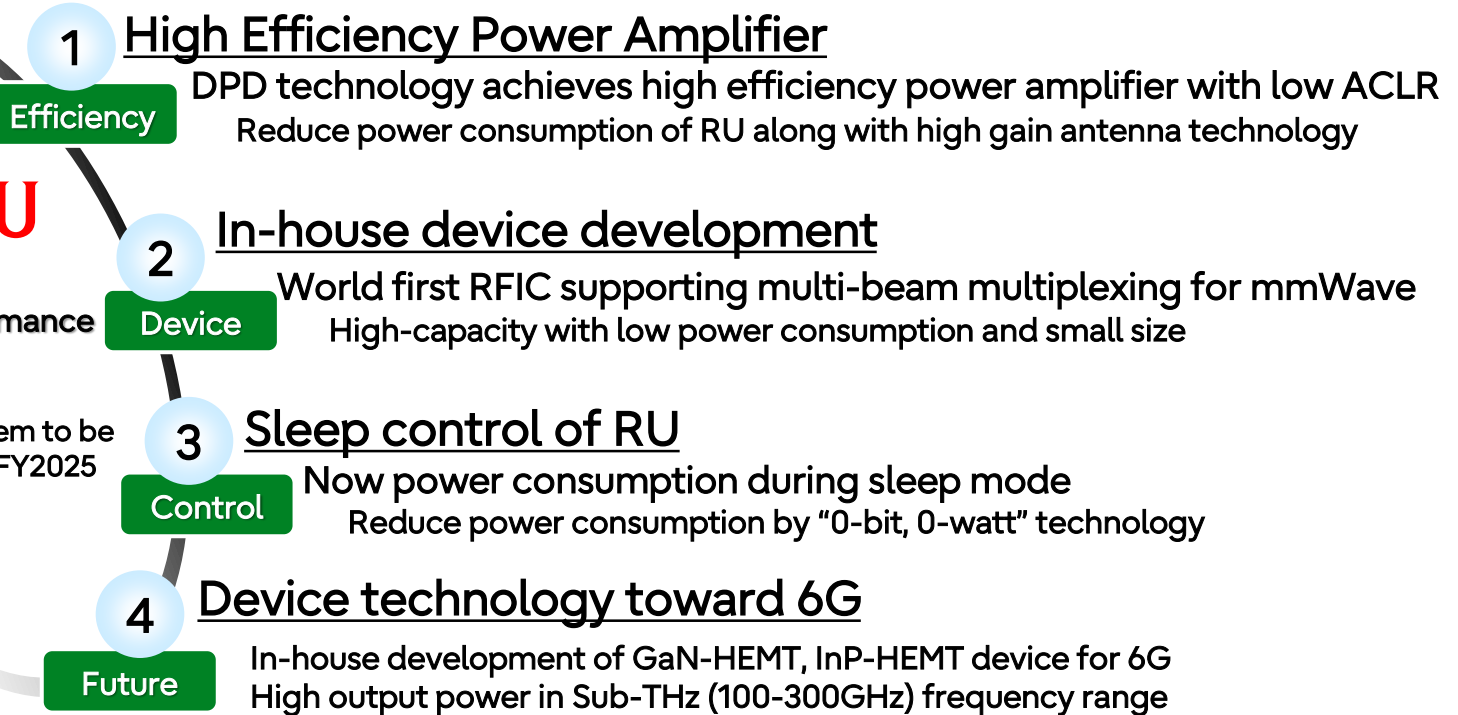 1
High Efficiency Power Amplifier
Efficiency
DPD technology achieves high efficiency power amplifier with low ACLR
Reduce power consumption of RU along with high gain antenna technology
U
2
In-house device development
mance
Device
World first RFIC supporting multi-beam multiplexing for mmWave
High-capacity with low power consumption and small size
em to be
FY2025
3
Sleep control of RU
Control
Now power consumption during sleep mode
Reduce power consumption by “0-bit, 0-watt” technology
4
Device technology toward 6G
Future
In-house development of GaN-HEMT, InP-HEMT device for 6G
High output power in Sub-THz (100-300GHz) frequency range